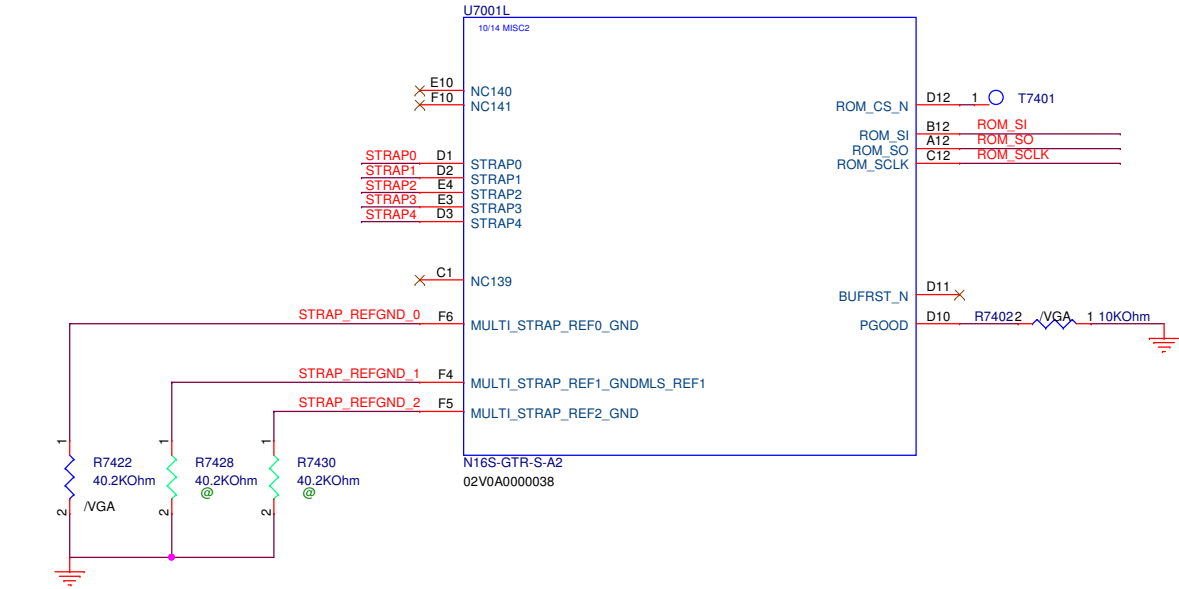 U7001L
10/14 MISC2
E10 NC140
F10 NC141
D12 ROM_CS_N 1 T7401
B12 ROM_SI ROM_SI
A12 ROM_SO ROM_SO
C12 ROM_SCLK ROM_SCLK
STRAP0 D1 STRAP0
STRAP1 D2 STRAP1
STRAP2 E4 STRAP2
STRAP3 E3 STRAP3
STRAP4 D3 STRAP4
C1 NC139
BUFRST_N D11
STRAP_REFGND_0 F6 MULTI_STRAP_REF0_GND
PGOOD D10 R7402 2 /VGA 1 10KOhm
STRAP_REFGND_1 F4 MULTI_STRAP_REF1_GNDMLS_REF1
STRAP_REFGND_2 F5 MULTI_STRAP_REF2_GND
1 1 1
R7422 R7428 R7430
40.2KOhm 40.2KOhm 40.2KOhm
@ @
/VGA
2 2 2
N16S-GTR-S-A2
02V0A0000038